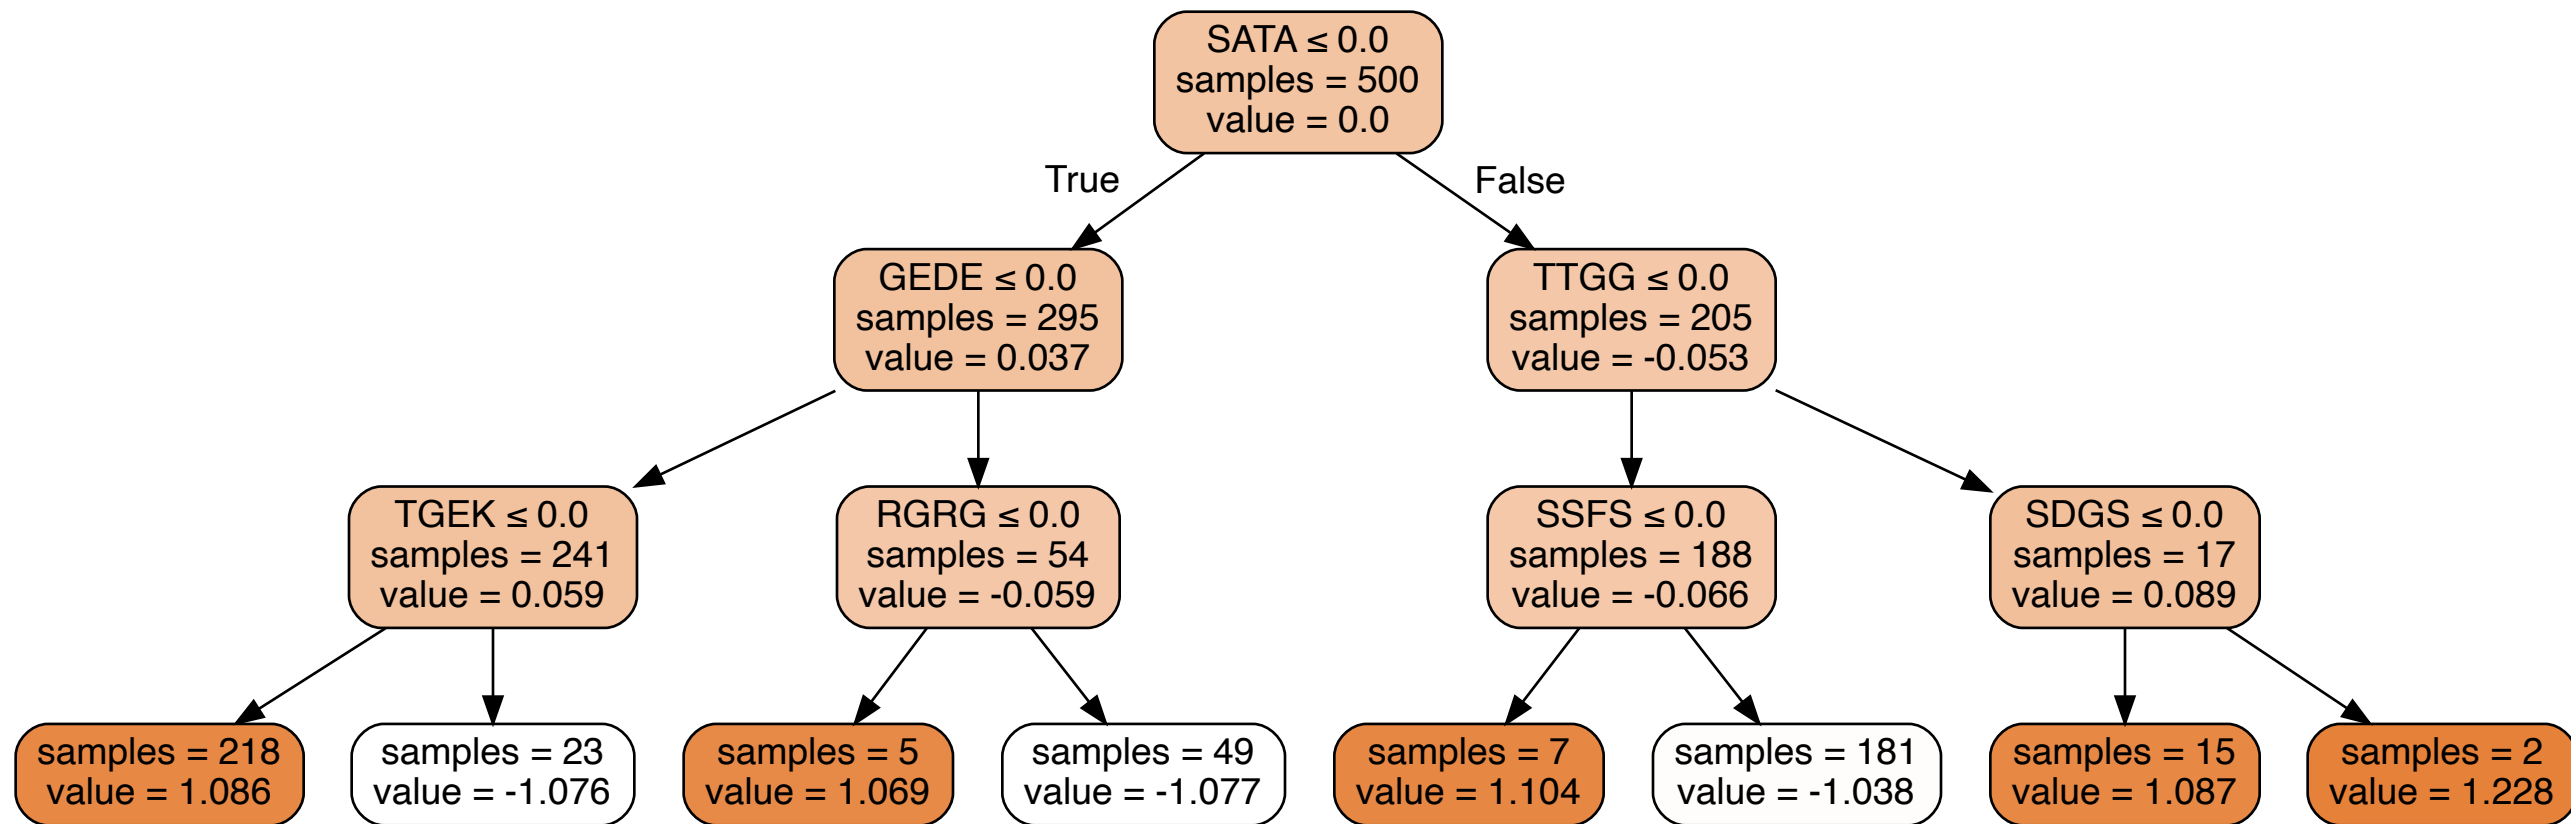 SATA ≤ 0.0
samples = 500
value = 0.0
True
False
GEDE ≤ 0.0
samples = 295
value = 0.037
TTGG ≤ 0.0
samples = 205
value = -0.053
TGEK ≤ 0.0
samples = 241
value = 0.059
RGRG ≤ 0.0
samples = 54
value = -0.059
SSFS ≤ 0.0
samples = 188
value = -0.066
SDGS ≤ 0.0
samples = 17
value = 0.089
samples = 218
value = 1.086
samples = 23
value = -1.076
samples = 5
value = 1.069
samples = 49
value = -1.077
samples = 7
value = 1.104
samples = 181
value = -1.038
samples = 15
value = 1.087
samples = 2
value = 1.228